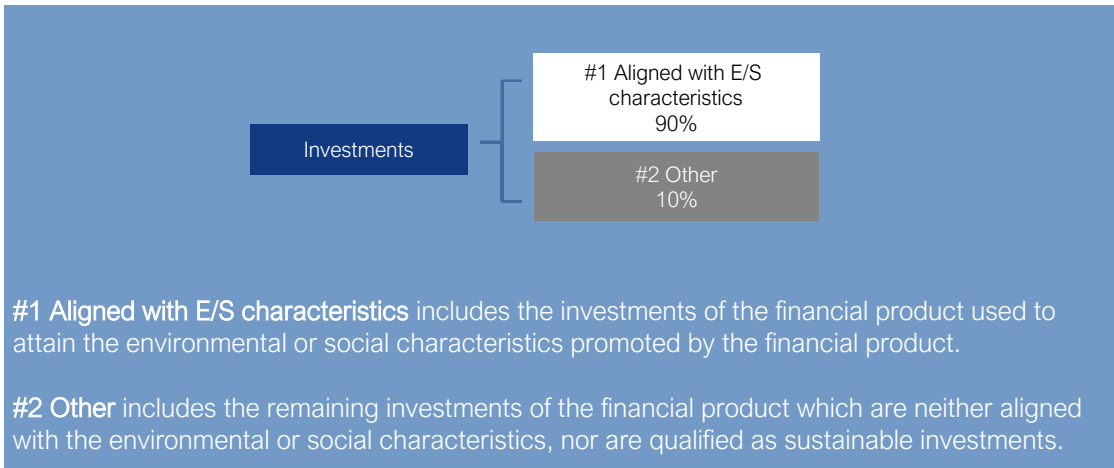 #1 Aligned with E/S
characteristics
90%
Investments
#2 Other
10%
#1 Aligned with E/S characteristics includes the investments of the financial product used to
attain the environmental or social characteristics promoted by the financial product.
#2 Other includes the remaining investments of the financial product which are neither aligned
with the environmental or social characteristics, nor are qualified as sustainable investments.